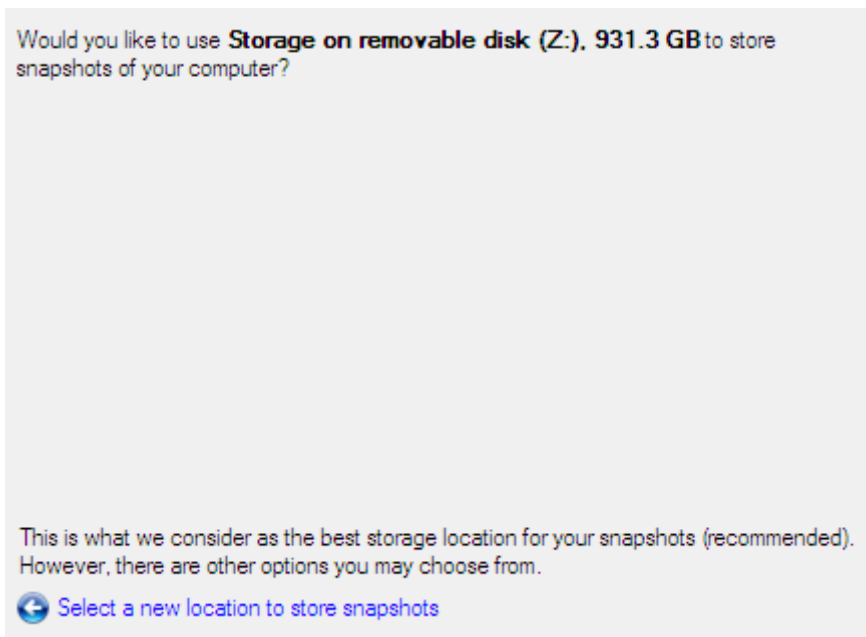 Would you like to use Storage on removable disk (Z:), 931.3 GB to store
snapshots of your computer?
This is what we consider as the best storage location for your snapshots (recommended).
However, there are other options you may choose from.
Select a new location to store snapshots